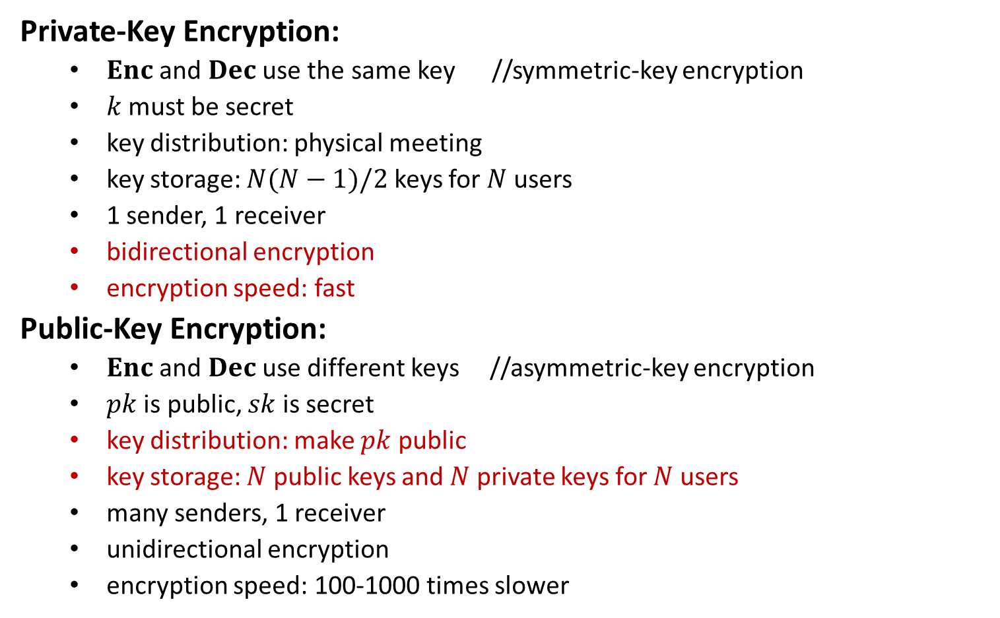 Private-Key Encryption:
• Enc and Dec use the same key //symmetric-key encryption
• k must be secret
• key distribution: physical meeting
• key storage: N(N − 1)/2 keys for N users
• 1 sender, 1 receiver
• bidirectional encryption
• encryption speed: fast
Public-Key Encryption:
• Enc and Dec use different keys //asymmetric-key encryption
• pk is public, sk is secret
• key distribution: make pk public
• key storage: N public keys and N private keys for N users
• many senders, 1 receiver
• unidirectional encryption
• encryption speed: 100-1000 times slower